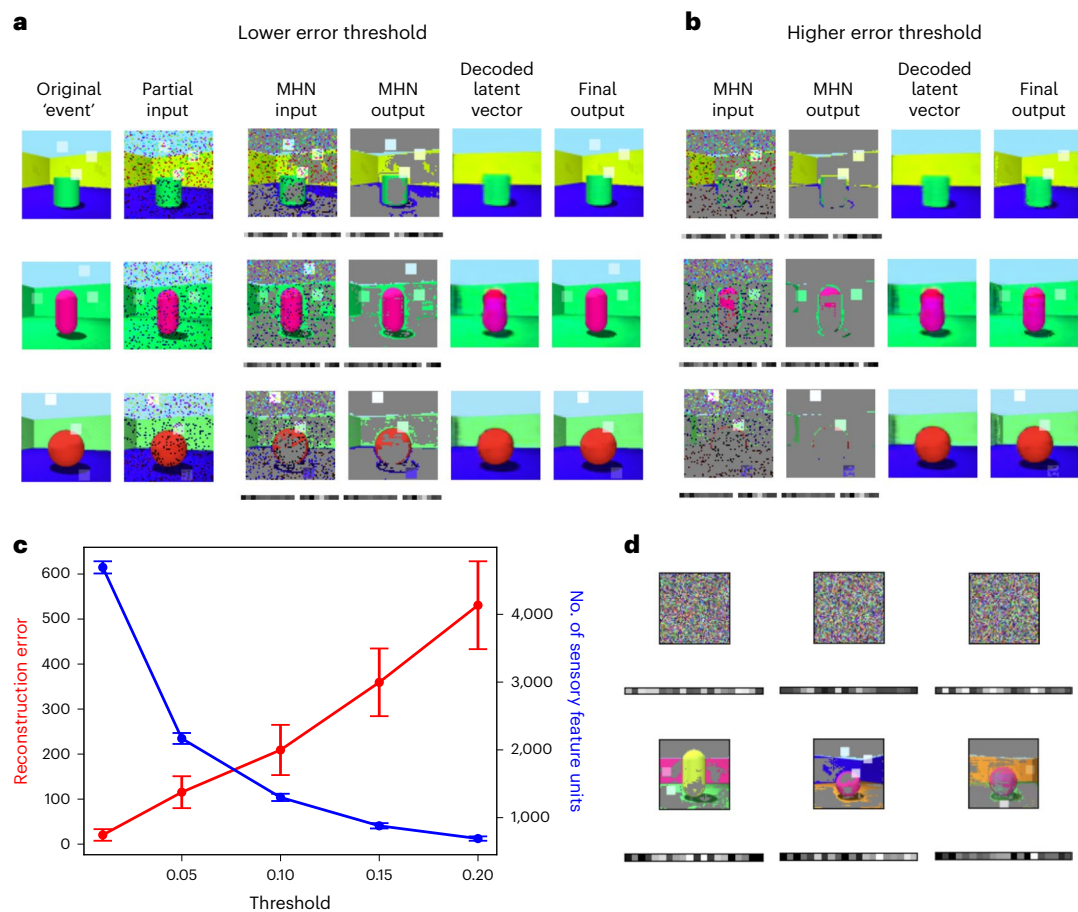 a
Lower error threshold
Original
'event'
Partial
input
MHN
input
MHN
output
Decoded
latent
vector
Final
output
b
Higher error threshold
MHN
input
MHN
output
Decoded
latent
vector
Final
output
c
Reconstruction error
600
500
400
300
200
100
0
0.05
0.10
0.15
0.20
Threshold
4,000
3,000
2,000
1,000
No. of sensory feature units
d